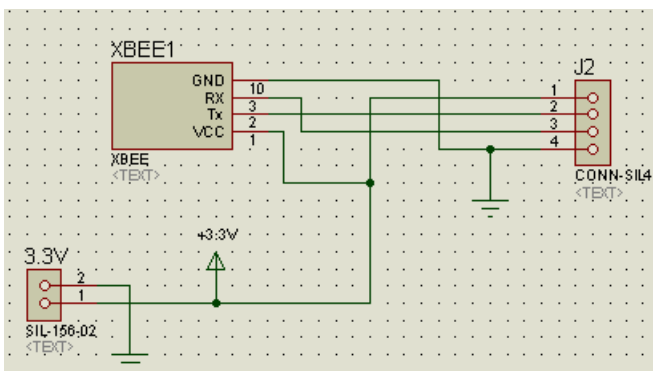 XBEE1
GND
10
RX
3
Tx
2
VCC
1
XBEE
<TEXT>
J2
1
2
3
4
CONN-SIL4
<TEXT>
+3.3V
3.3V
2
1
SIL-156-02
<TEXT>